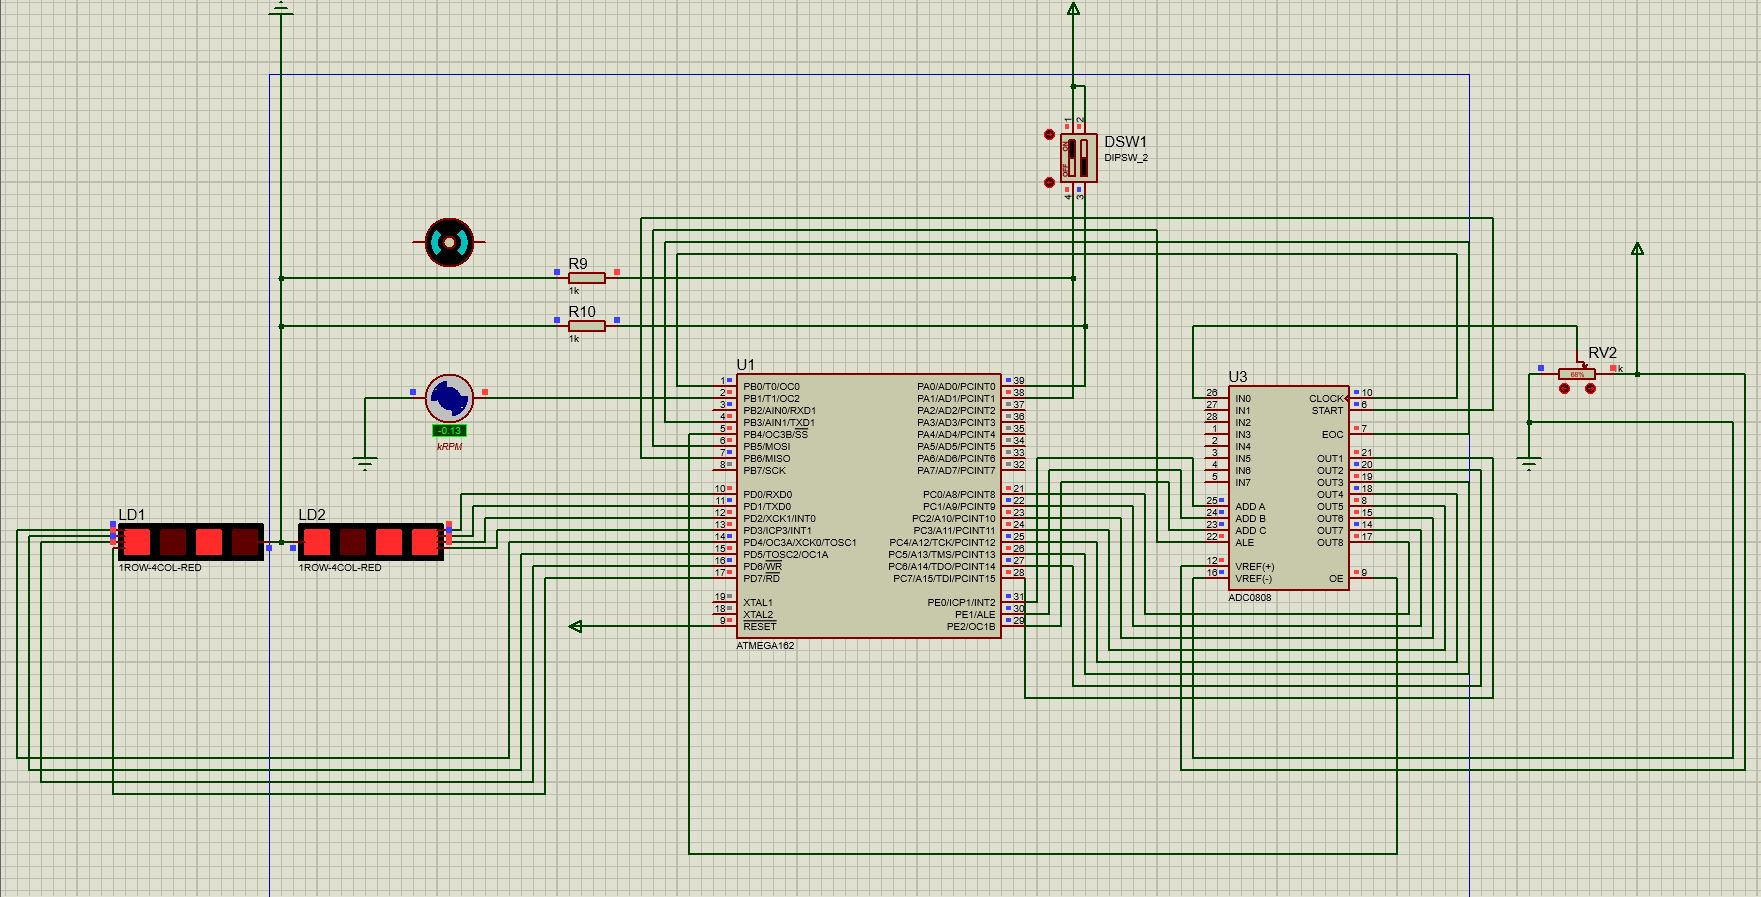 DSW1
DIPSW_2
1
2
ON
OFF
4
3
R9
1k
R10
1k
-0.13
kRPM
LD1
1ROW-4COL-RED
LD2
1ROW-4COL-RED
U1
1 PB0/T0/OC0
2 PB1/T1/OC2
3 PB2/AIN0/RXD1
4 PB3/AIN1/TXD1
5 PB4/OC3B/SS
6 PB5/MOSI
7 PB6/MISO
8 PB7/SCK
10 PD0/RXD0
11 PD1/TXD0
12 PD2/XCK1/INT0
13 PD3/ICP3/INT1
14 PD4/OC3A/XCK0/TOSC1
15 PD5/TOSC2/OC1A
16 PD6/WR
17 PD7/RD
19 XTAL1
18 XTAL2
9 RESET
PA0/AD0/PCINT0 39
PA1/AD1/PCINT1 38
PA2/AD2/PCINT2 37
PA3/AD3/PCINT3 36
PA4/AD4/PCINT4 35
PA5/AD5/PCINT5 34
PA6/AD6/PCINT6 33
PA7/AD7/PCINT7 32
PC0/A8/PCINT8 21
PC1/A9/PCINT9 22
PC2/A10/PCINT10 23
PC3/A11/PCINT11 24
PC4/A12/TCK/PCINT12 25
PC5/A13/TMS/PCINT13 26
PC6/A14/TDO/PCINT14 27
PC7/A15/TDI/PCINT15 28
PE0/ICP1/INT2 31
PE1/ALE 30
PE2/OC1B 29
ATMEGA162
U3
26 IN0
27 IN1
28 IN2
1 IN3
2 IN4
3 IN5
4 IN6
5 IN7
25 ADD A
24 ADD B
23 ADD C
22 ALE
12 VREF(+)
16 VREF(-)
CLOCK 10
START 6
EOC 7
OUT1 21
OUT2 20
OUT3 19
OUT4 18
OUT5 8
OUT6 15
OUT7 14
OUT8 17
OE 9
ADC0808
RV2
68%
k